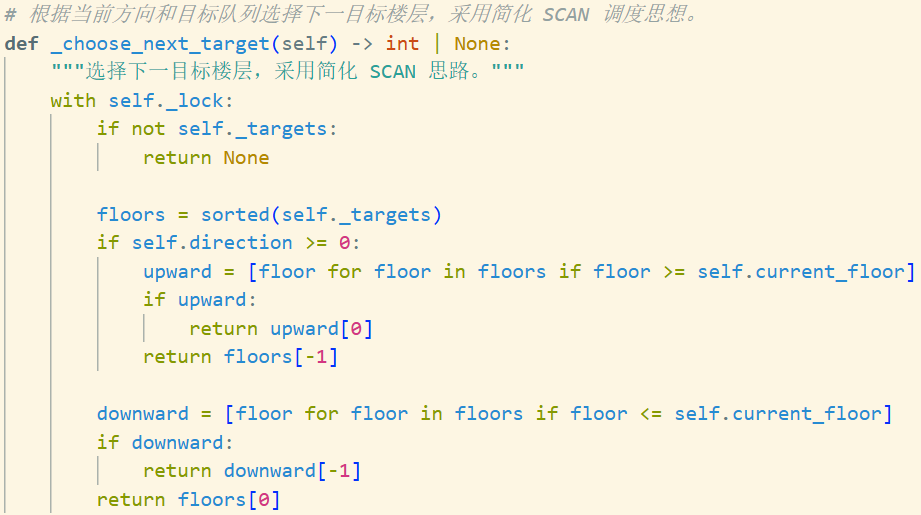 # 根据当前方向和目标队列选择下一目标楼层，采用简化 SCAN 调度思想。
def _choose_next_target(self) -> int | None:
    """选择下一目标楼层，采用简化 SCAN 思路。"""
    with self._lock:
        if not self._targets:
            return None

        floors = sorted(self._targets)
        if self.direction >= 0:
            upward = [floor for floor in floors if floor >= self.current_floor]
            if upward:
                return upward[0]
            return floors[-1]

        downward = [floor for floor in floors if floor <= self.current_floor]
        if downward:
            return downward[-1]
        return floors[0]